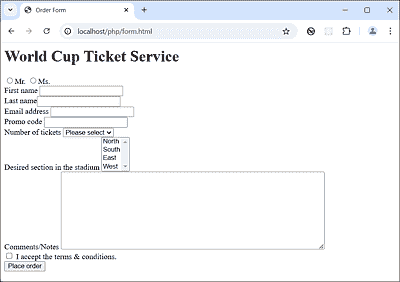 Order Form
localhost/php/form.html
World Cup Ticket Service
Mr. Ms.
First name
Last name
Email address
Promo code
Number of tickets Please select
North
South
East
Desired section in the stadium West
Comments/Notes
I accept the terms & conditions.
Place order